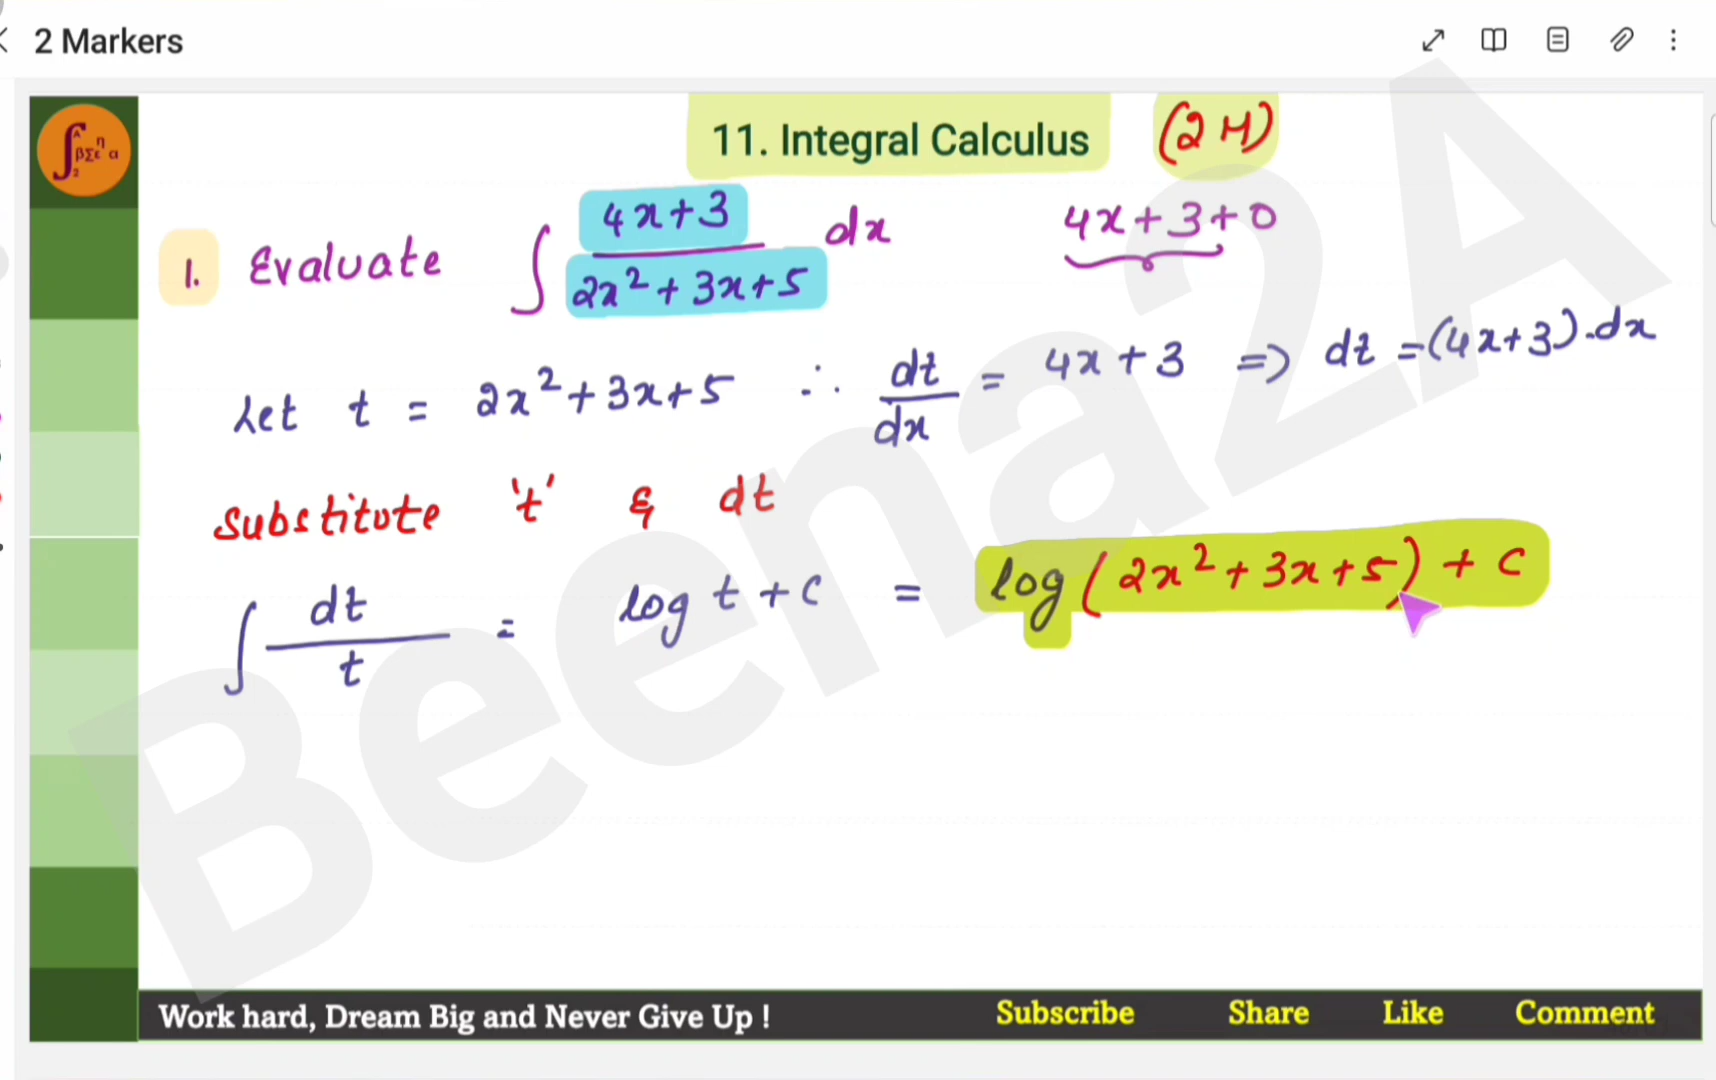 2 Markers
11. Integral Calculus (2 M)
1. Evaluate ∫ (4x+3)/(2x²+3x+5) dx
4x+3+0
Let t = 2x²+3x+5 ∴ dt/dx = 4x+3 ⇒ dt = (4x+3).dx
Substitute 't' & dt
∫ dt/t = log t + c = log (2x²+3x+5) + c
Beena2A
Work hard, Dream Big and Never Give Up ! Subscribe Share Like Comment